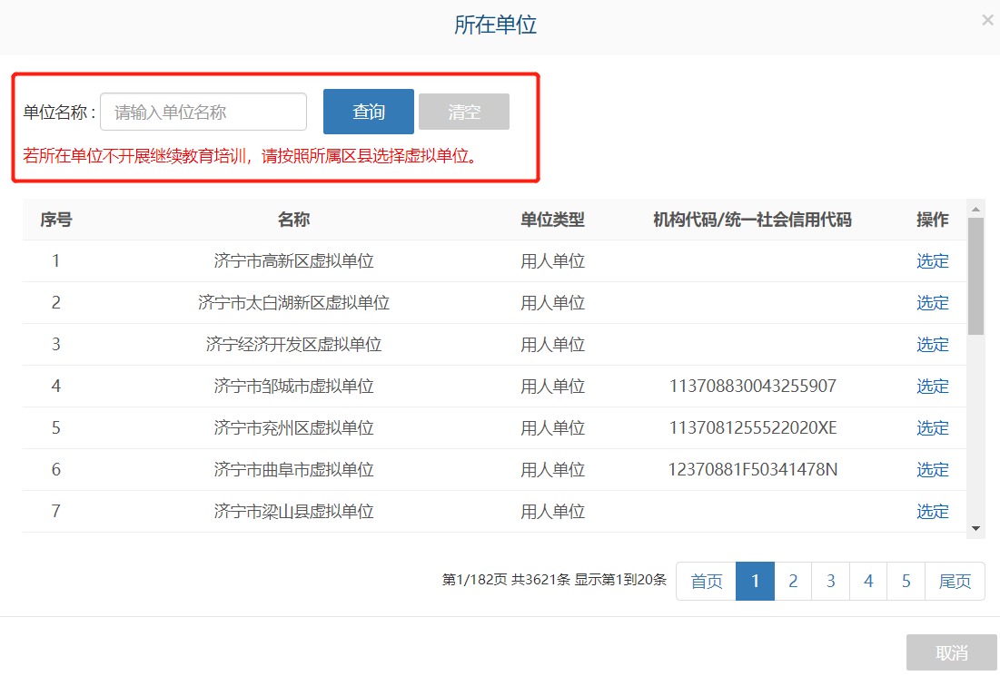 所在单位
×
单位名称： 请输入单位名称 查询 清空
若所在单位不开展继续教育培训，请按照所属区县选择虚拟单位。
序号 名称 单位类型 机构代码/统一社会信用代码 操作
1 济宁市高新区虚拟单位 用人单位 选定
2 济宁市太白湖新区虚拟单位 用人单位 选定
3 济宁经济开发区虚拟单位 用人单位 选定
4 济宁市邹城市虚拟单位 用人单位 113708830043255907 选定
5 济宁市兖州区虚拟单位 用人单位 1137081255522020XE 选定
6 济宁市曲阜市虚拟单位 用人单位 12370881F50341478N 选定
7 济宁市梁山县虚拟单位 用人单位 选定
第1/182页 共3621条 显示第1到20条 首页 1 2 3 4 5 尾页
取消